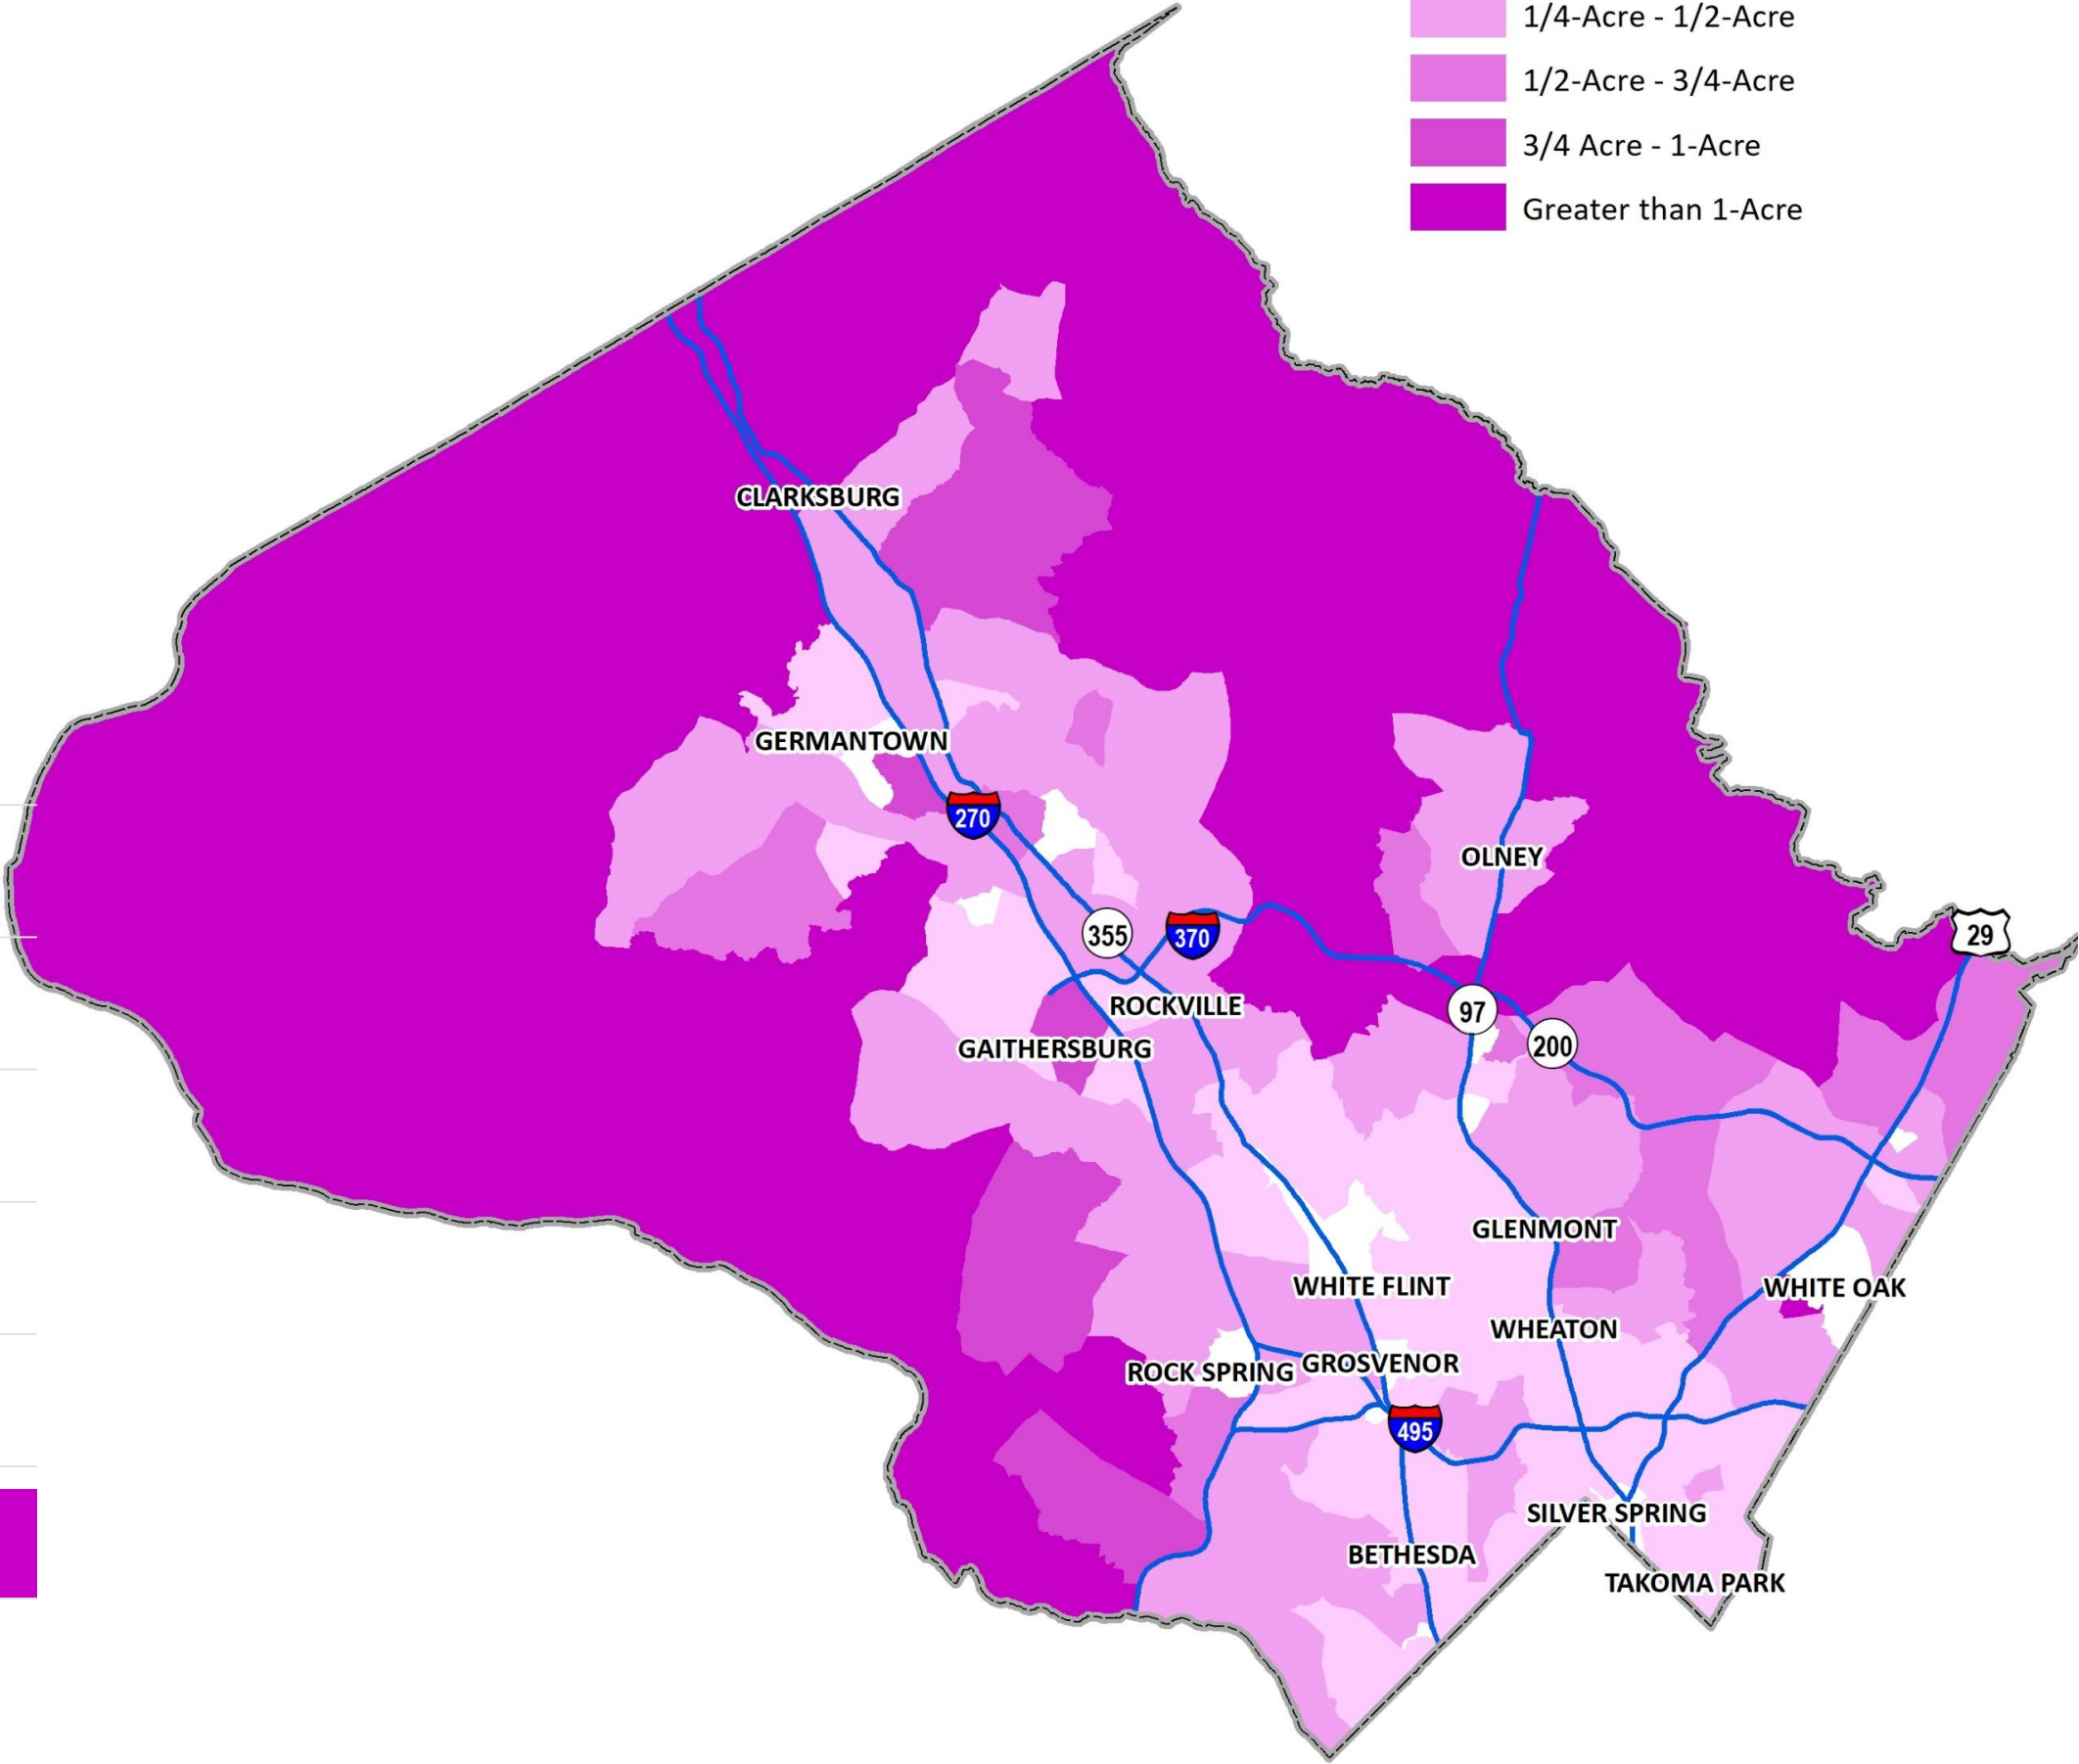 1/4-Acre - 1/2-Acre
1/2-Acre - 3/4-Acre
3/4 Acre - 1-Acre
Greater than 1-Acre
CLARKSBURG
GERMANTOWN
270
OLNEY
355
370
29
ROCKVILLE
97
GAITHERSBURG
200
GLENMONT
WHITE FLINT
WHITE OAK
WHEATON
ROCK SPRING
GROSVENOR
495
SILVER SPRING
BETHESDA
TAKOMA PARK